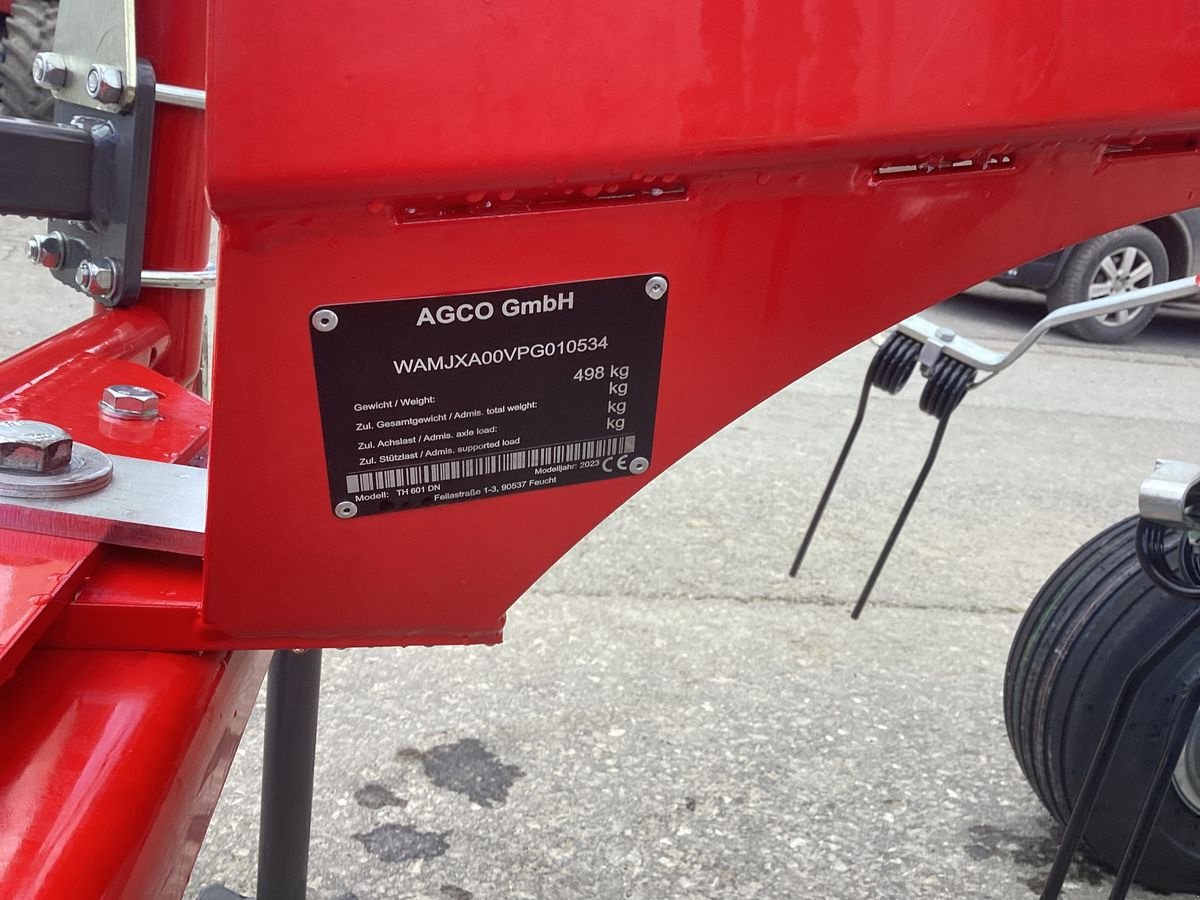 AGCO GmbH
WAMJXA00VPG010534
Gewicht / Weight: 498 kg
Zul. Gesamtgewicht / Admis. total weight: kg
Zul. Achslast / Admis. axle load: kg
Zul. Stützlast / Admis. supported load kg
Modell: TH 601 DN Modelljahr: 2023 CE
Fellastraße 1-3, 90537 Feucht